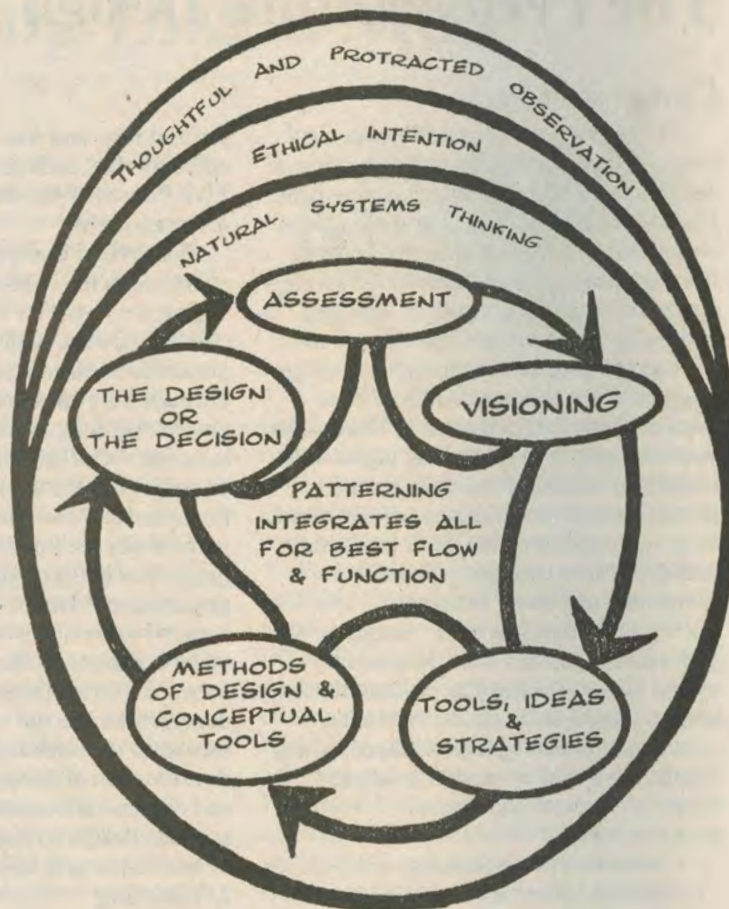 THOUGHTFUL AND PROTRACTED OBSERVATION
ETHICAL INTENTION
NATURAL SYSTEMS THINKING
ASSESSMENT
THE DESIGN
OR
THE DECISION
VISIONING
PATTERNING
INTEGRATES ALL
FOR BEST FLOW
& FUNCTION
METHODS
OF DESIGN &
CONCEPTUAL
TOOLS
TOOLS, IDEAS
&
STRATEGIES